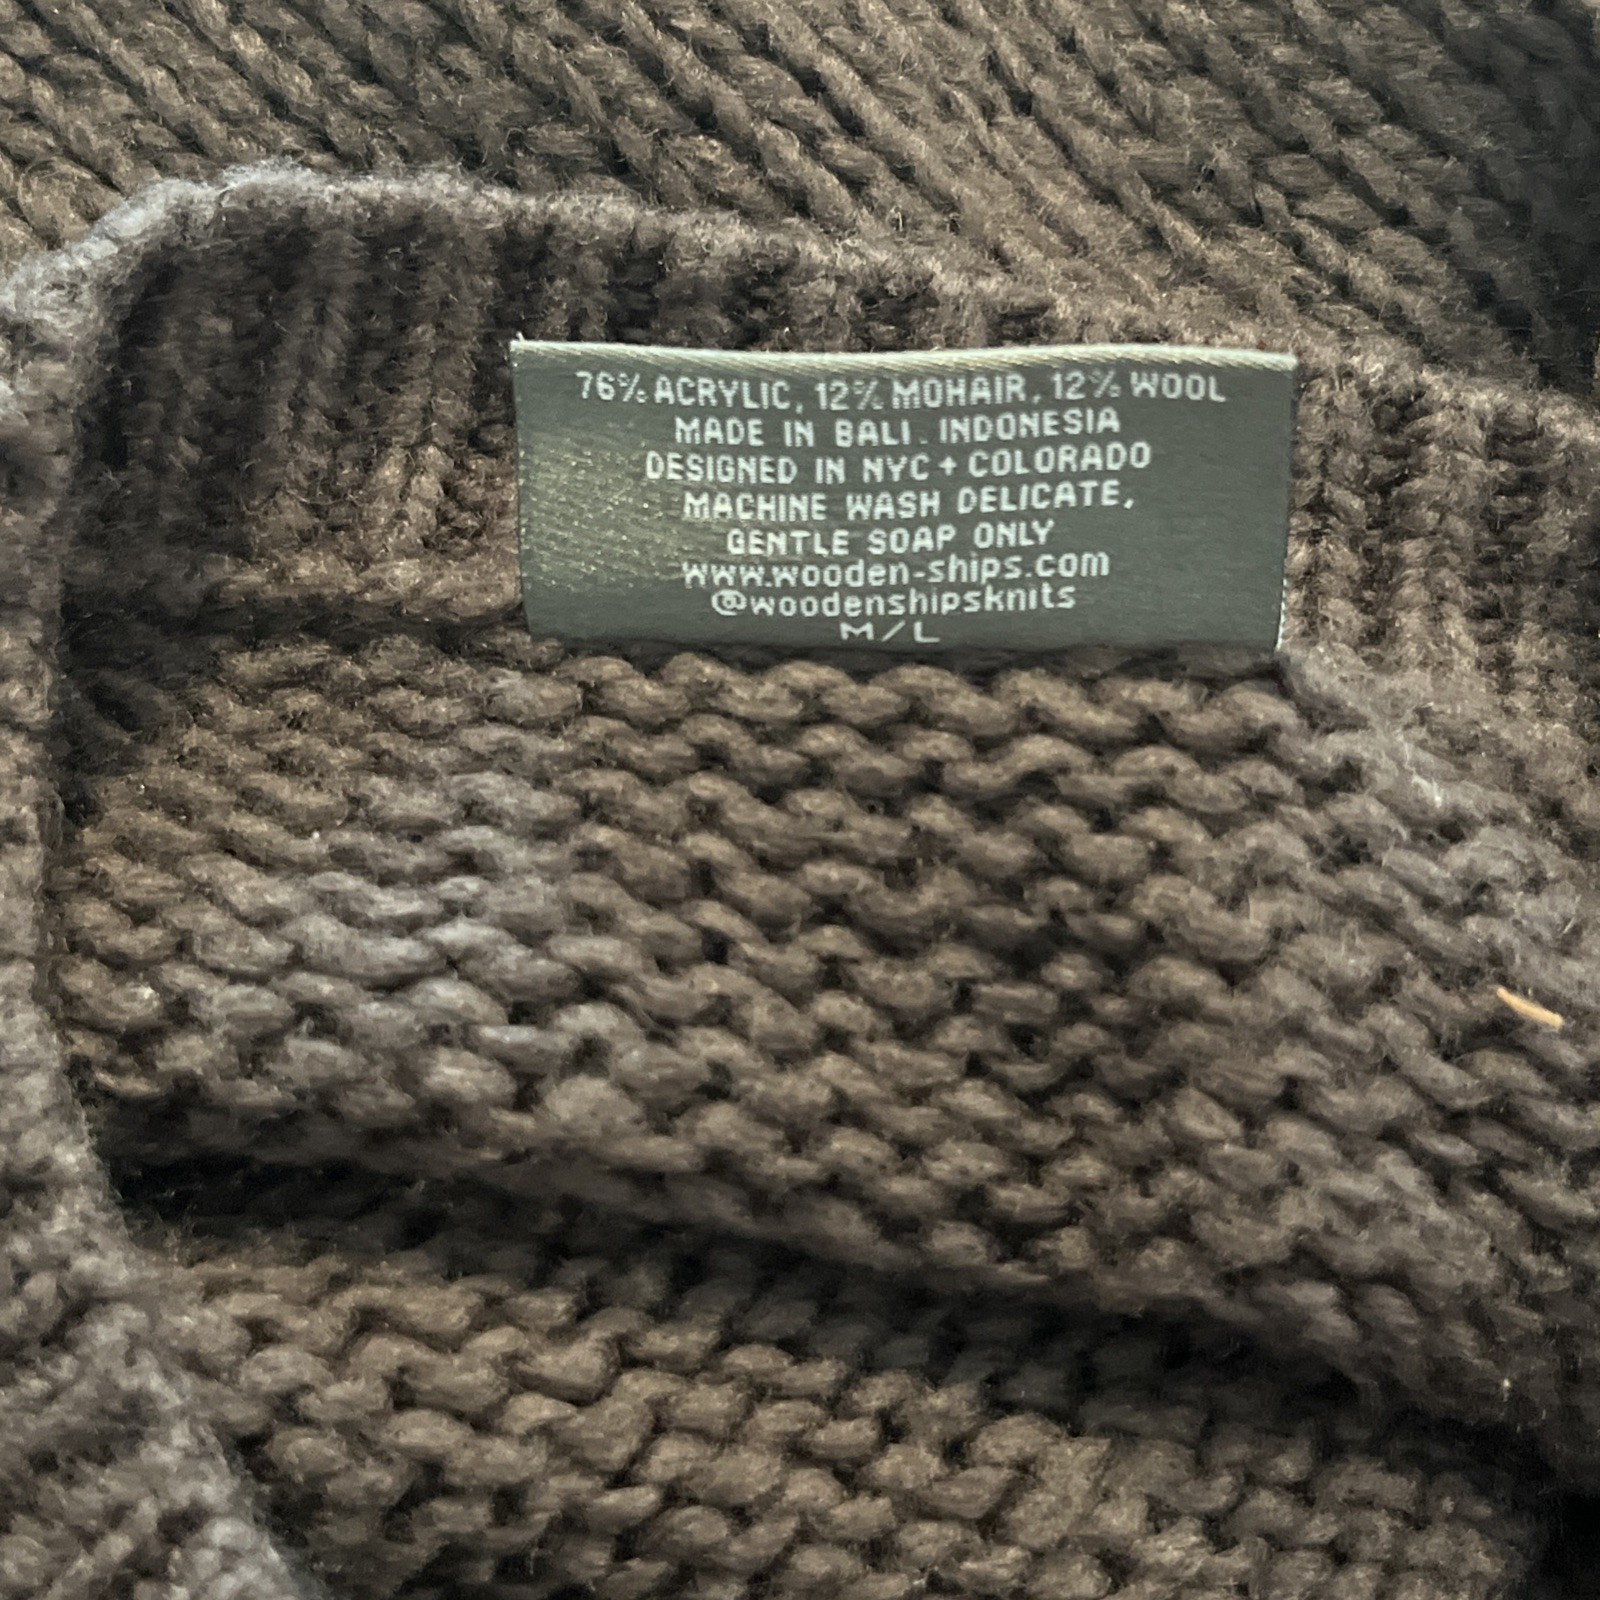 76% ACRYLIC, 12% MOHAIR, 12% WOOL
MADE IN BALI. INDONESIA
DESIGNED IN NYC + COLORADO
MACHINE WASH DELICATE,
GENTLE SOAP ONLY
www.wooden-ships.com
@woodenshipsknits
M/L